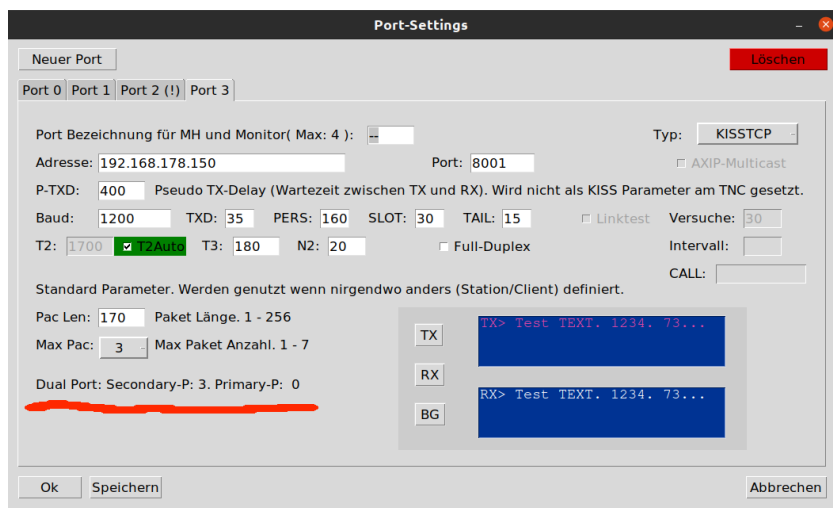 Port-Settings
Neuer Port Löschen
Port 0 Port 1 Port 2 (!) Port 3
Port Bezeichnung für MH und Monitor( Max: 4 ): -- Typ: KISSTCP
Adresse: 192.168.178.150 Port: 8001 AXIP-Multicast
P-TXD: 400 Pseudo TX-Delay (Wartezeit zwischen TX und RX). Wird nicht als KISS Parameter am TNC gesetzt.
Baud: 1200 TXD: 35 PERS: 160 SLOT: 30 TAIL: 15 Linktest Versuche: 30
T2: 1700 T2Auto T3: 180 N2: 20 Full-Duplex Intervall:
CALL:
Standard Parameter. Werden genutzt wenn nirgendwo anders (Station/Client) definiert.
Pac Len: 170 Paket Länge. 1 - 256
Max Pac: 3 Max Paket Anzahl. 1 - 7
Dual Port: Secondary-P: 3. Primary-P: 0
TX TX> Test TEXT. 1234. 73...
RX
BG RX> Test TEXT. 1234. 73...
Ok Speichern Abbrechen